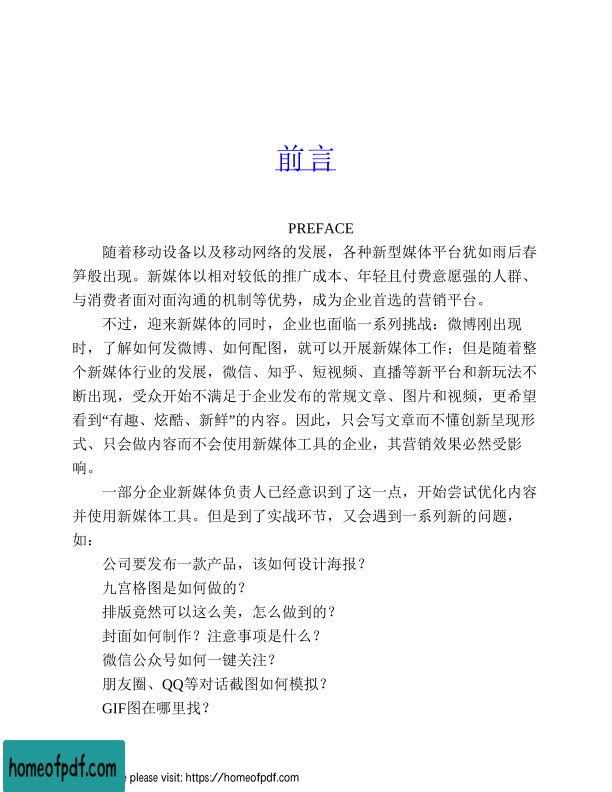 前言
PREFACE
随着移动设备以及移动网络的发展，各种新型媒体平台犹如雨后春
笋般出现。新媒体以相对较低的推广成本、年轻且付费意愿强的人群、
与消费者面对面沟通的机制等优势，成为企业首选的营销平台。
不过，迎来新媒体的同时，企业也面临一系列挑战：微博刚出现
时，了解如何发微博、如何配图，就可以开展新媒体工作；但是随着整
个新媒体行业的发展，微信、知乎、短视频、直播等新平台和新玩法不
断出现，受众开始不满足于企业发布的常规文章、图片和视频，更希望
看到“有趣、炫酷、新鲜”的内容。因此，只会写文章而不懂创新呈现形
式、只会做内容而不会使用新媒体工具的企业，其营销效果必然受影
响。
一部分企业新媒体负责人已经意识到了这一点，开始尝试优化内容
并使用新媒体工具。但是到了实战环节，又会遇到一系列新的问题，
如：
公司要发布一款产品，该如何设计海报？
九宫格图是如何做的？
排版竟然可以这么美，怎么做到的？
封面如何制作？注意事项是什么？
微信公众号如何一键关注？
朋友圈、QQ等对话截图如何模拟？
GIF图在哪里找？
homeofpdf.com
please visit: https://homeofpdf.com